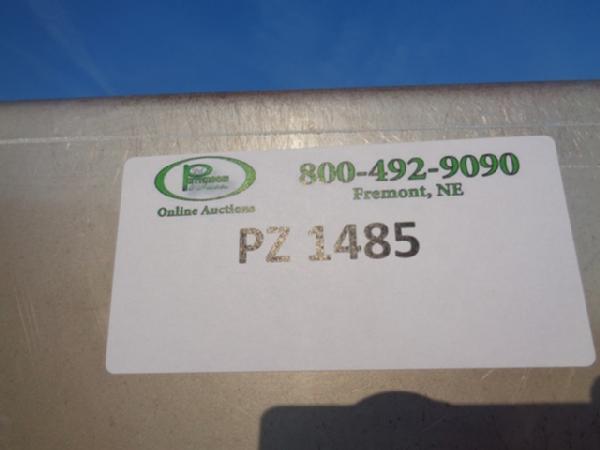 800-492-9090
Fremont, NE
Online Auctions
PZ 1485